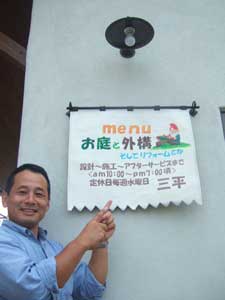 menu
お庭と外構
そしてリフォームとか
設計～施工～アフターサービスまで
<am10:00～pm7:00頃>
定休日毎週水曜日 三平